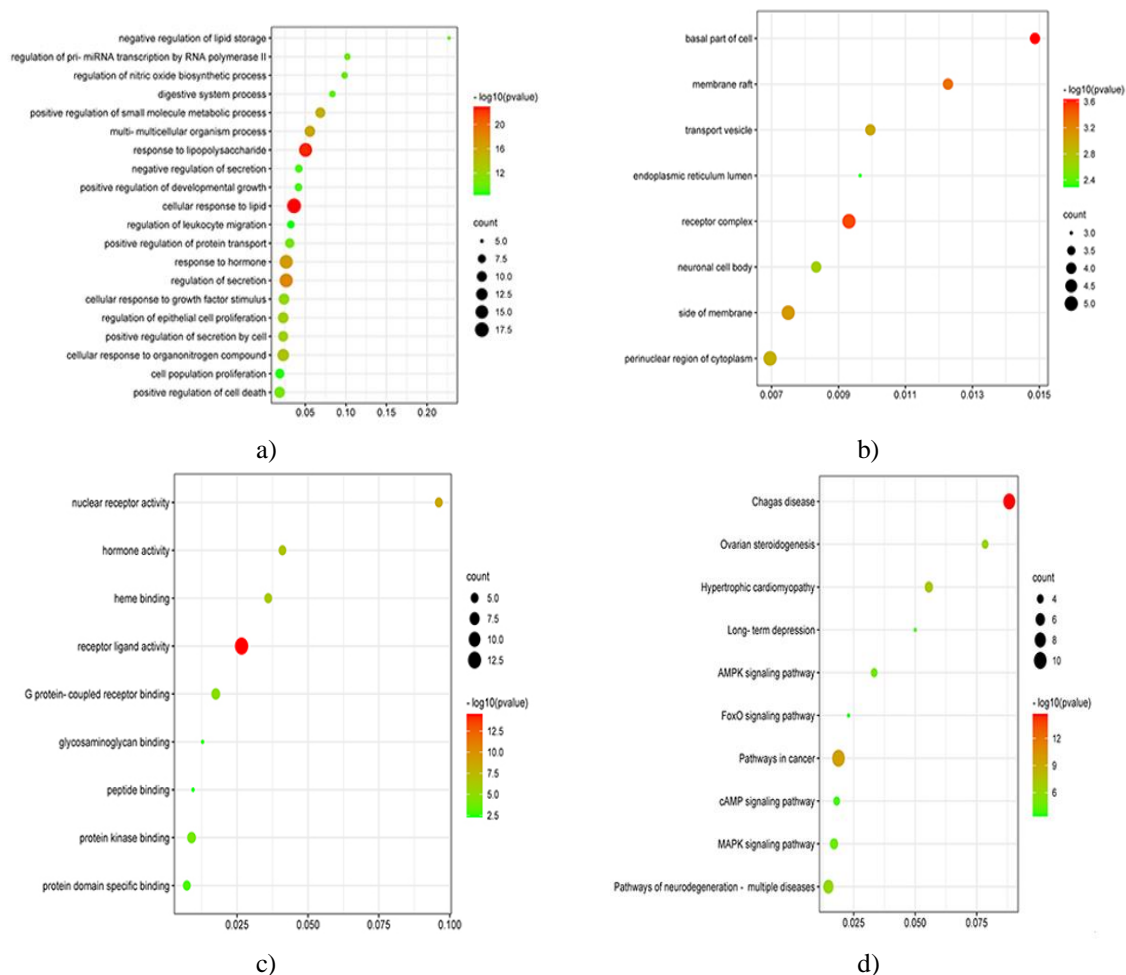 negative regulation of lipid storage
regulation of pri- miRNA transcription by RNA polymerase II
regulation of nitric oxide biosynthetic process
digestive system process
positive regulation of small molecule metabolic process
multi- multicellular organism process
response to lipopolysaccharide
negative regulation of secretion
positive regulation of developmental growth
cellular response to lipid
regulation of leukocyte migration
positive regulation of protein transport
response to hormone
regulation of secretion
cellular response to growth factor stimulus
regulation of epithelial cell proliferation
positive regulation of secretion by cell
cellular response to organonitrogen compound
cell population proliferation
positive regulation of cell death
0.05 0.10 0.15 0.20
- log10(pvalue)
20
16
12
count
5.0
7.5
10.0
12.5
15.0
17.5
a)
basal part of cell
membrane raft
transport vesicle
endoplasmic reticulum lumen
receptor complex
neuronal cell body
side of membrane
perinuclear region of cytoplasm
0.007 0.009 0.011 0.013 0.015
- log10(pvalue)
3.6
3.2
2.8
2.4
count
3.0
3.5
4.0
4.5
5.0
b)
nuclear receptor activity
hormone activity
heme binding
receptor ligand activity
G protein- coupled receptor binding
glycosaminoglycan binding
peptide binding
protein kinase binding
protein domain specific binding
0.025 0.050 0.075 0.100
count
5.0
7.5
10.0
12.5
- log10(pvalue)
12.5
10.0
7.5
5.0
2.5
c)
Chagas disease
Ovarian steroidogenesis
Hypertrophic cardiomyopathy
Long- term depression
AMPK signaling pathway
FoxO signaling pathway
Pathways in cancer
cAMP signaling pathway
MAPK signaling pathway
Pathways of neurodegeneration - multiple diseases
0.025 0.050 0.075
count
4
6
8
10
- log10(pvalue)
12
9
6
d)